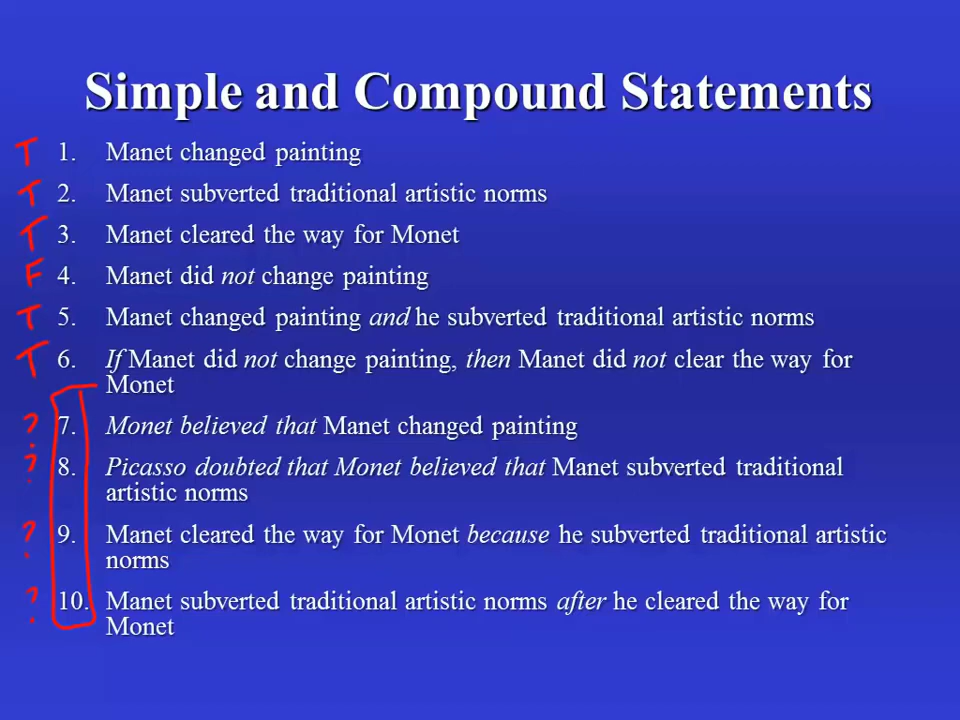 Simple and Compound Statements
T 1. Manet changed painting
T 2. Manet subverted traditional artistic norms
T 3. Manet cleared the way for Monet
F 4. Manet did not change painting
T 5. Manet changed painting and he subverted traditional artistic norms
T 6. If Manet did not change painting, then Manet did not clear the way for
Monet
? 7. Monet believed that Manet changed painting
? 8. Picasso doubted that Monet believed that Manet subverted traditional
artistic norms
? 9. Manet cleared the way for Monet because he subverted traditional artistic
norms
? 10. Manet subverted traditional artistic norms after he cleared the way for
Monet